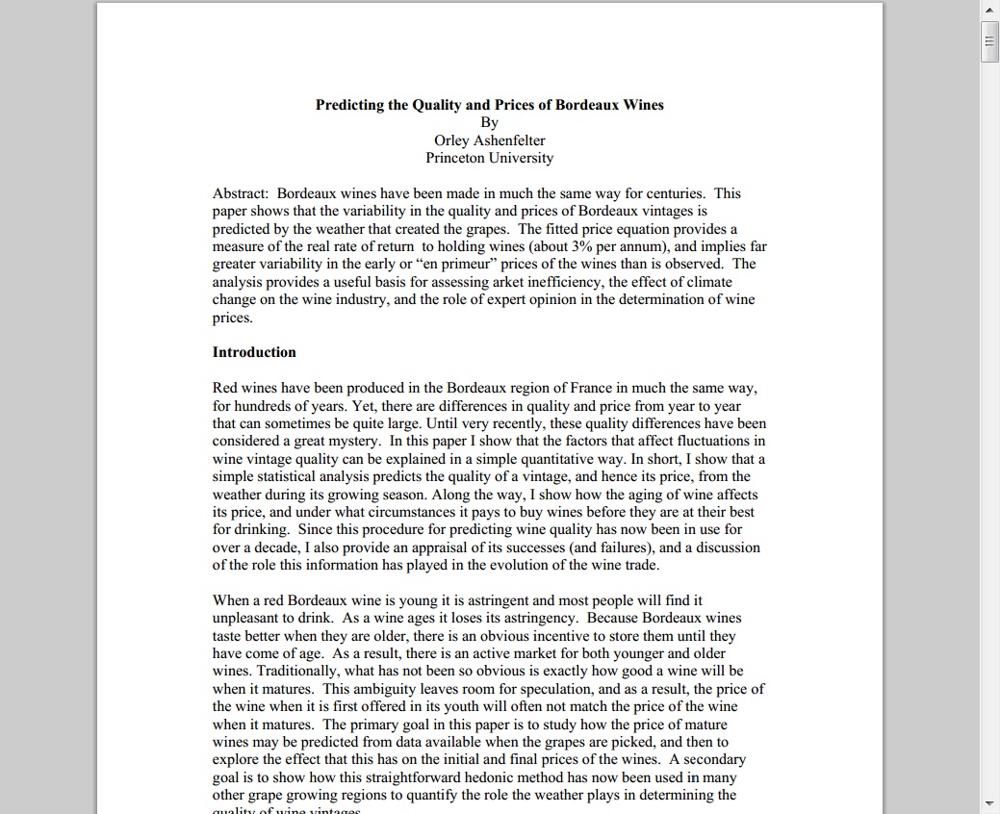 Predicting the Quality and Prices of Bordeaux Wines
By
Orley Ashenfelter
Princeton University
Abstract:  Bordeaux wines have been made in much the same way for centuries.  This
paper shows that the variability in the quality and prices of Bordeaux vintages is
predicted by the weather that created the grapes.  The fitted price equation provides a
measure of the real rate of return  to holding wines (about 3% per annum), and implies far
greater variability in the early or “en primeur” prices of the wines than is observed.  The
analysis provides a useful basis for assessing arket inefficiency, the effect of climate
change on the wine industry, and the role of expert opinion in the determination of wine
prices.
Introduction
Red wines have been produced in the Bordeaux region of France in much the same way,
for hundreds of years. Yet, there are differences in quality and price from year to year
that can sometimes be quite large. Until very recently, these quality differences have been
considered a great mystery.  In this paper I show that the factors that affect fluctuations in
wine vintage quality can be explained in a simple quantitative way. In short, I show that a
simple statistical analysis predicts the quality of a vintage, and hence its price, from the
weather during its growing season. Along the way, I show how the aging of wine affects
its price, and under what circumstances it pays to buy wines before they are at their best
for drinking.  Since this procedure for predicting wine quality has now been in use for
over a decade, I also provide an appraisal of its successes (and failures), and a discussion
of the role this information has played in the evolution of the wine trade.
When a red Bordeaux wine is young it is astringent and most people will find it
unpleasant to drink.  As a wine ages it loses its astringency.  Because Bordeaux wines
taste better when they are older, there is an obvious incentive to store them until they
have come of age.  As a result, there is an active market for both younger and older
wines. Traditionally, what has not been so obvious is exactly how good a wine will be
when it matures.  This ambiguity leaves room for speculation, and as a result, the price of
the wine when it is first offered in its youth will often not match the price of the wine
when it matures.  The primary goal in this paper is to study how the price of mature
wines may be predicted from data available when the grapes are picked, and then to
explore the effect that this has on the initial and final prices of the wines.  A secondary
goal is to show how this straightforward hedonic method has now been used in many
other grape growing regions to quantify the role the weather plays in determining the
quality of wine vintages.